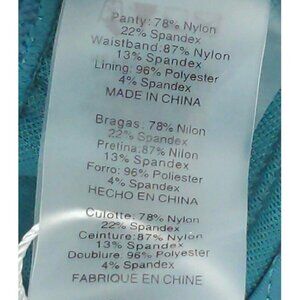 Panty: 78% Nylon
22% Spandex
Waistband:87% Nylon
13% Spandex
Lining: 96% Polyester
4% Spandex
MADE IN CHINA
Bragas: 78% Nilon
22% Spandex
Pretina:87% Nilon
13% Spandex
Forro: 96% Poliester
4% Spandex
HECHO EN CHINA
Culotte: 78% Nylon
22% Spandex
Ceinture:87% Nylon
13% Spandex
Doublure: 96% Polyester
4% Spandex
FABRIQUE EN CHINE